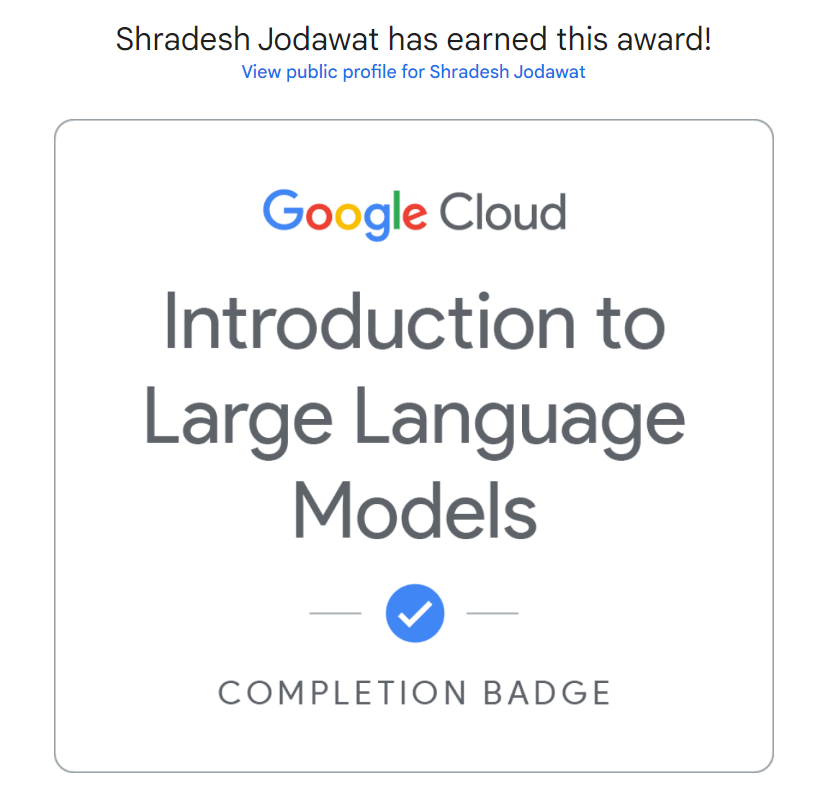 Shradesh Jodawat has earned this award!
View public profile for Shradesh Jodawat
Google Cloud
Introduction to
Large Language
Models
COMPLETION BADGE